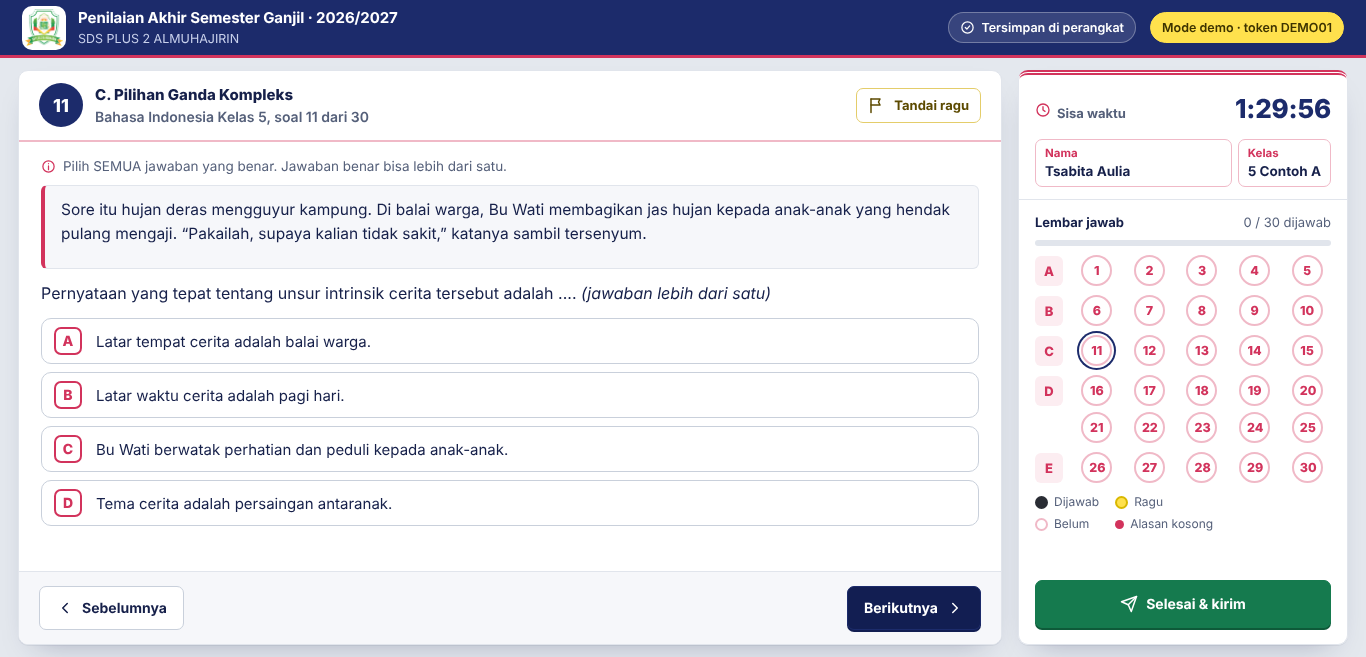 Penilaian Akhir Semester Ganjil · 2026/2027
SDS PLUS 2 ALMUHAJIRIN
Tersimpan di perangkat
Mode demo · token DEMO01
11
C. Pilihan Ganda Kompleks
Bahasa Indonesia Kelas 5, soal 11 dari 30
Tandai ragu
Pilih SEMUA jawaban yang benar. Jawaban benar bisa lebih dari satu.
Sore itu hujan deras mengguyur kampung. Di balai warga, Bu Wati membagikan jas hujan kepada anak-anak yang hendak
pulang mengaji. “Pakailah, supaya kalian tidak sakit,” katanya sambil tersenyum.
Pernyataan yang tepat tentang unsur intrinsik cerita tersebut adalah .... (jawaban lebih dari satu)
A Latar tempat cerita adalah balai warga.
B Latar waktu cerita adalah pagi hari.
C Bu Wati berwatak perhatian dan peduli kepada anak-anak.
D Tema cerita adalah persaingan antaranak.
Sebelumnya
Berikutnya
Sisa waktu 1:29:56
Nama
Tsabita Aulia
Kelas
5 Contoh A
Lembar jawab 0 / 30 dijawab
A 1 2 3 4 5
B 6 7 8 9 10
C 11 12 13 14 15
D 16 17 18 19 20
21 22 23 24 25
E 26 27 28 29 30
Dijawab Ragu
Belum Alasan kosong
Selesai & kirim